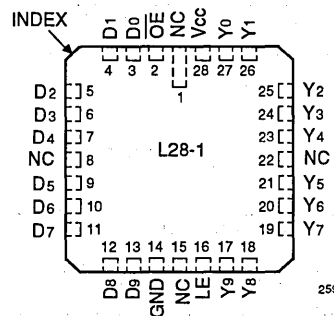 INDEX
D1 D0 OE NC Vcc Y0 Y1
4 3 2 28 27 26
1
D2 5 25 Y2
D3 6 24 Y3
D4 7 23 Y4
NC 8 L28-1 22 NC
D5 9 21 Y5
D6 10 20 Y6
D7 11 19 Y7
12 13 14 15 16 17 18
D8 D9 GND NC LE Y9 Y8
259